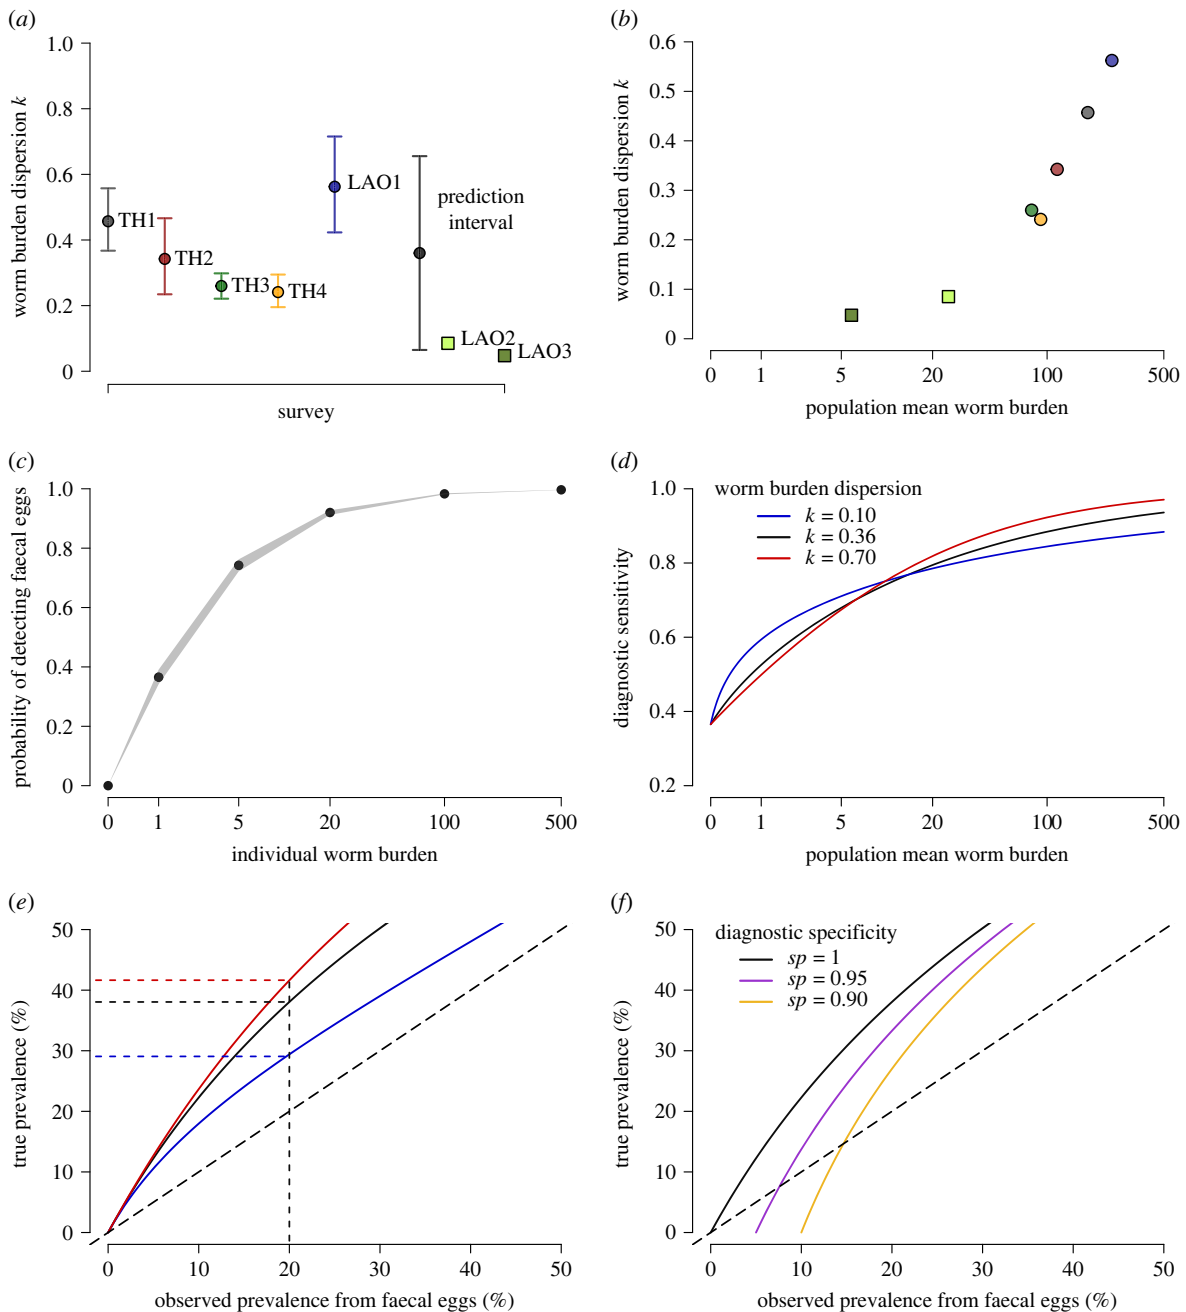 (a)
worm burden dispersion k
1.0
0.8
0.6
0.4
0.2
0
TH1
TH2
TH3
TH4
LAO1
prediction
interval
LAO2
LAO3
survey
(b)
worm burden dispersion k
0.6
0.5
0.4
0.3
0.2
0.1
0
0 1 5 20 100 500
population mean worm burden
(c)
probability of detecting faecal eggs
1.0
0.8
0.6
0.4
0.2
0
0 1 5 20 100 500
individual worm burden
(d)
diagnostic sensitivity
1.0
0.8
0.6
0.4
0.2
worm burden dispersion
k = 0.10
k = 0.36
k = 0.70
0 1 5 20 100 500
population mean worm burden
(e)
true prevalence (%)
50
40
30
20
10
0
0 10 20 30 40 50
observed prevalence from faecal eggs (%)
(f)
true prevalence (%)
50
40
30
20
10
0
diagnostic specificity
sp = 1
sp = 0.95
sp = 0.90
0 10 20 30 40 50
observed prevalence from faecal eggs (%)